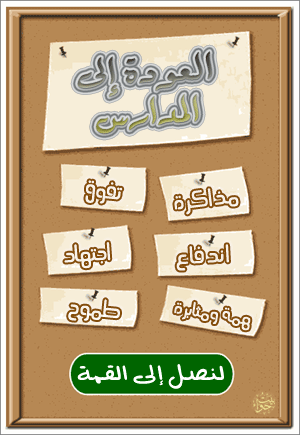 العودة إلى
المدارس
مذاكرة
تفوق
اندفاع
اجتهاد
همة ومثابرة
طموح
لنصل إلى القمة